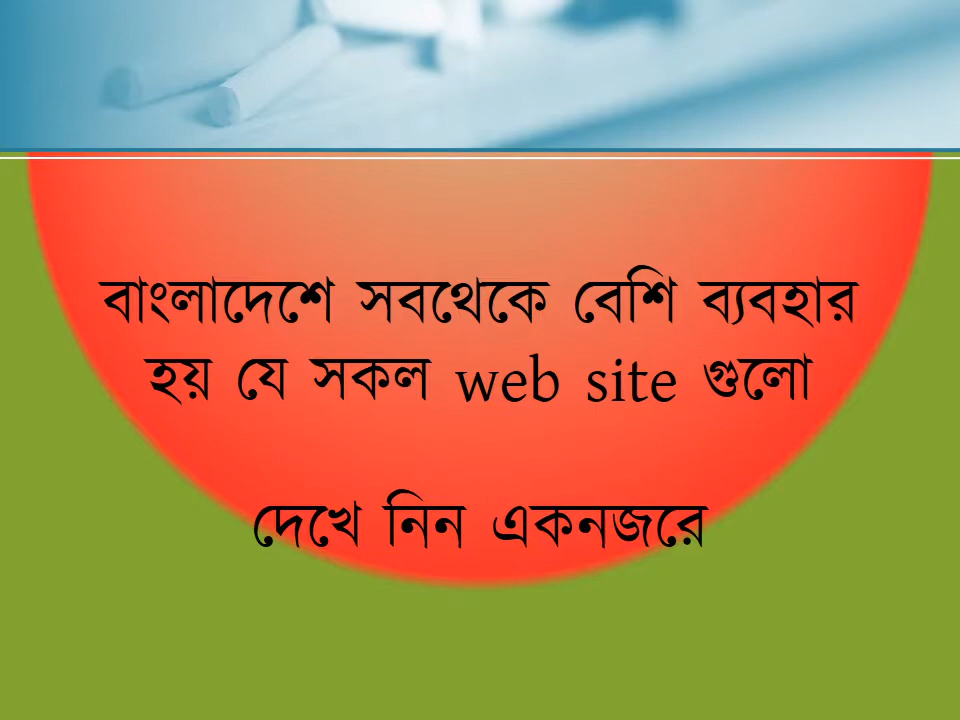 বাংলাদেশে সবথেকে বেশি ব্যবহার
হয় যে সকল web site গুলো
দেখে নিন একনজরে